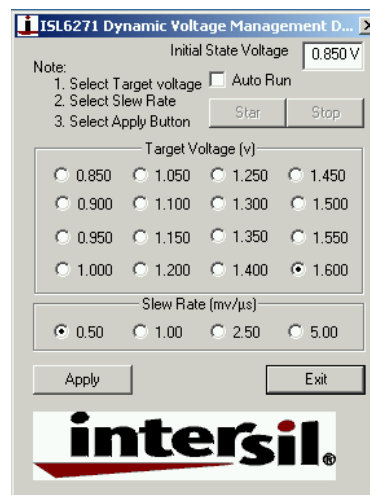 ISL6271 Dynamic Voltage Management D...
Initial State Voltage 0.850 V
Note:
1. Select Target voltage
Auto Run
2. Select Slew Rate
3. Select Apply Button
Star Stop
Target Voltage (v)
0.850 1.050 1.250 1.450
0.900 1.100 1.300 1.500
0.950 1.150 1.350 1.550
1.000 1.200 1.400 1.600
Slew Rate (mv/µs)
0.50 1.00 2.50 5.00
Apply Exit
intersil®